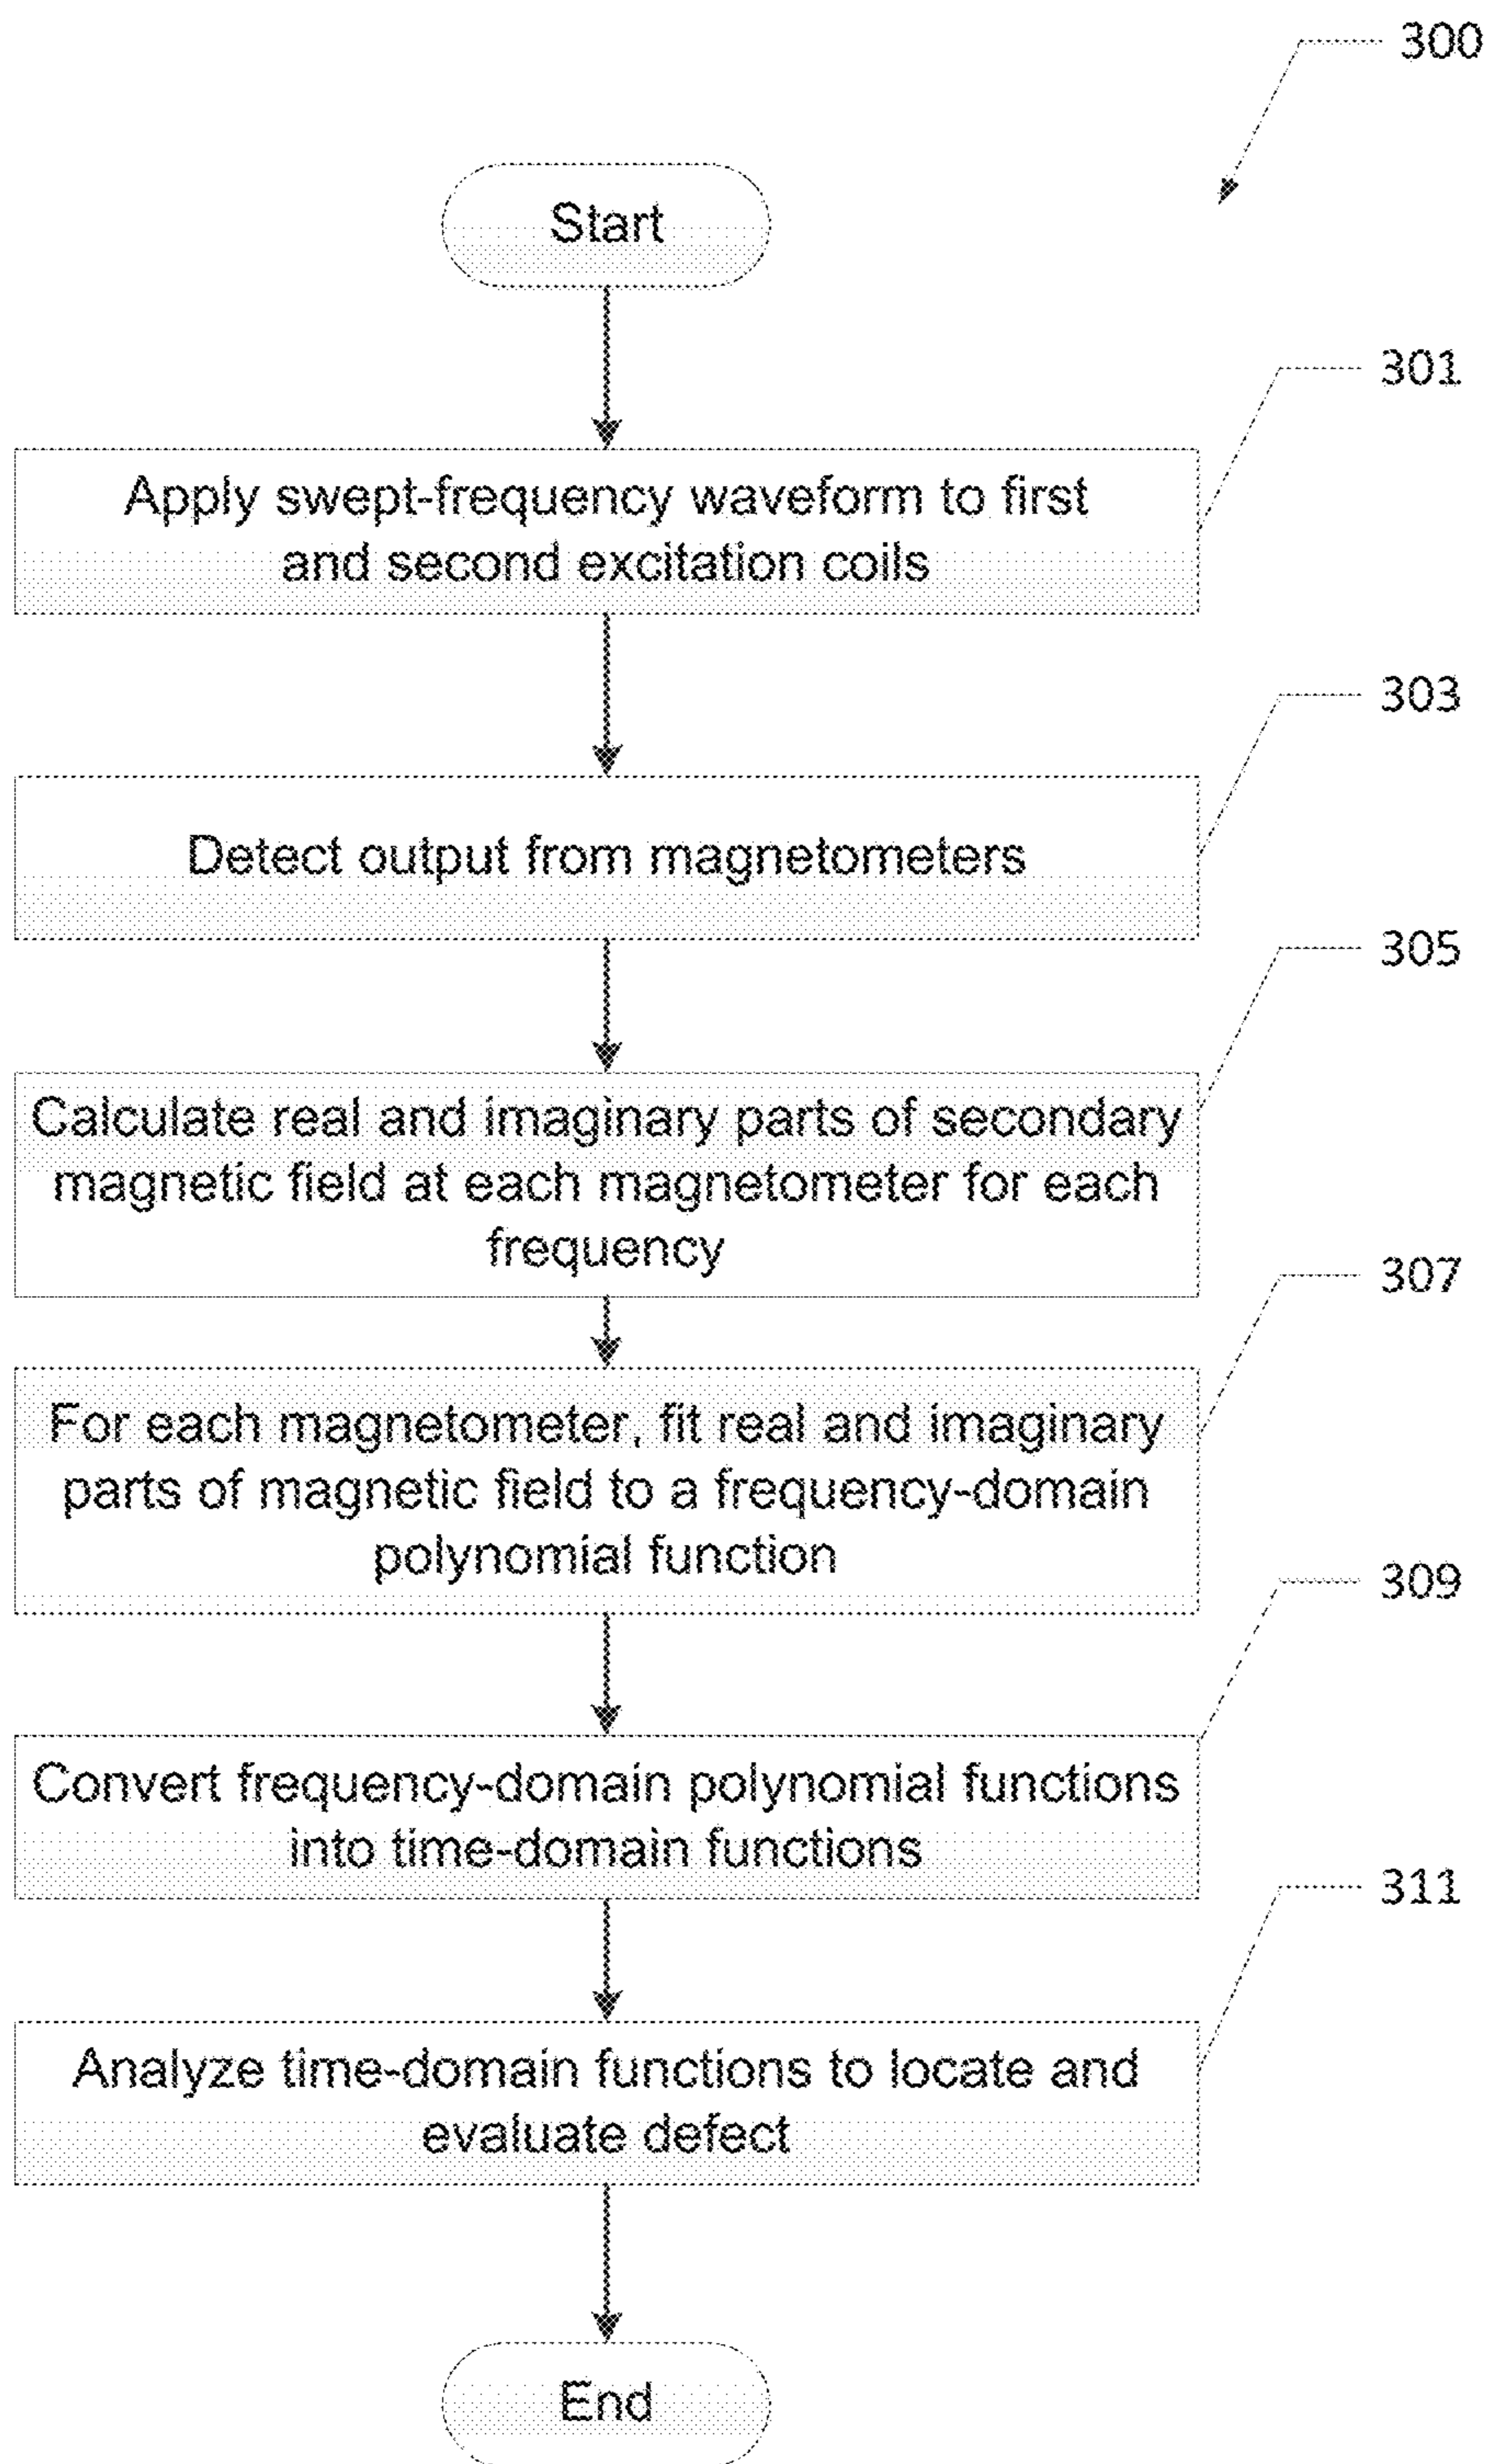 300
Start
301
Apply swept-frequency waveform to first
and second excitation coils
303
Detect output from magnetometers
305
Calculate real and imaginary parts of secondary
magnetic field at each magnetometer for each
frequency
307
For each magnetometer, fit real and imaginary
parts of magnetic field to a frequency-domain
polynomial function
309
Convert frequency-domain polynomial functions
into time-domain functions
311
Analyze time-domain functions to locate and
evaluate defect
End